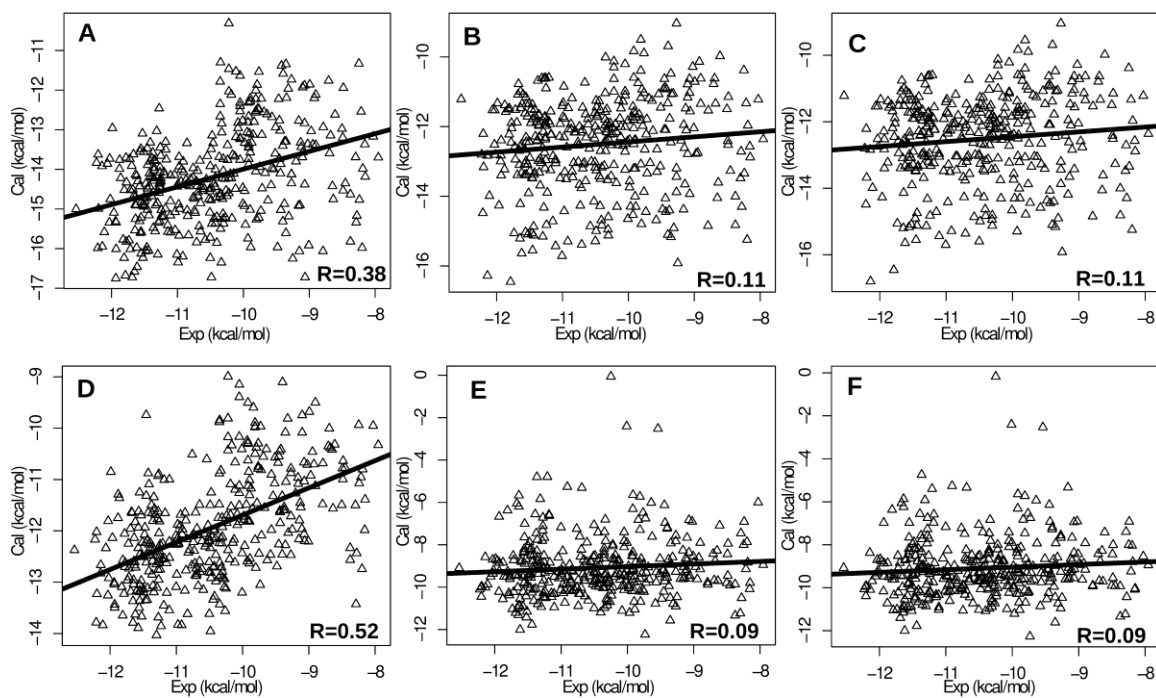 A
Cal (kcal/mol)
−11
−12
−13
−14
−15
−16
−17
R=0.38
−12 −11 −10 −9 −8
Exp (kcal/mol)
B
Cal (kcal/mol)
−10
−12
−14
−16
R=0.11
−12 −11 −10 −9 −8
Exp (kcal/mol)
C
Cal (kcal/mol)
−10
−12
−14
−16
R=0.11
−12 −11 −10 −9 −8
Exp (kcal/mol)
D
Cal (kcal/mol)
−9
−10
−11
−12
−13
−14
R=0.52
−12 −11 −10 −9 −8
Exp (kcal/mol)
E
Cal (kcal/mol)
0
−2
−4
−6
−8
−10
−12
R=0.09
−12 −11 −10 −9 −8
Exp (kcal/mol)
F
Cal (kcal/mol)
0
−2
−4
−6
−8
−10
−12
R=0.09
−12 −11 −10 −9 −8
Exp (kcal/mol)